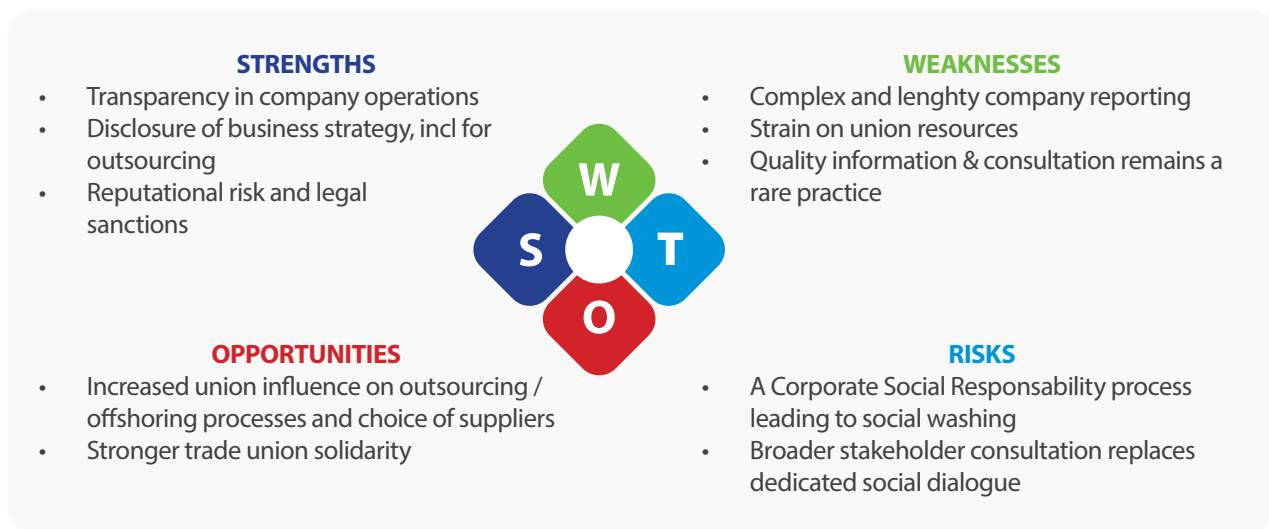 STRENGTHS
• Transparency in company operations
• Disclosure of business strategy, incl for
outsourcing
• Reputational risk and legal
sanctions
WEAKNESSES
• Complex and lenghty company reporting
• Strain on union resources
• Quality information & consultation remains a
rare practice
W
S
T
O
OPPORTUNITIES
• Increased union influence on outsourcing /
offshoring processes and choice of suppliers
• Stronger trade union solidarity
RISKS
• A Corporate Social Responsability process
leading to social washing
• Broader stakeholder consultation replaces
dedicated social dialogue